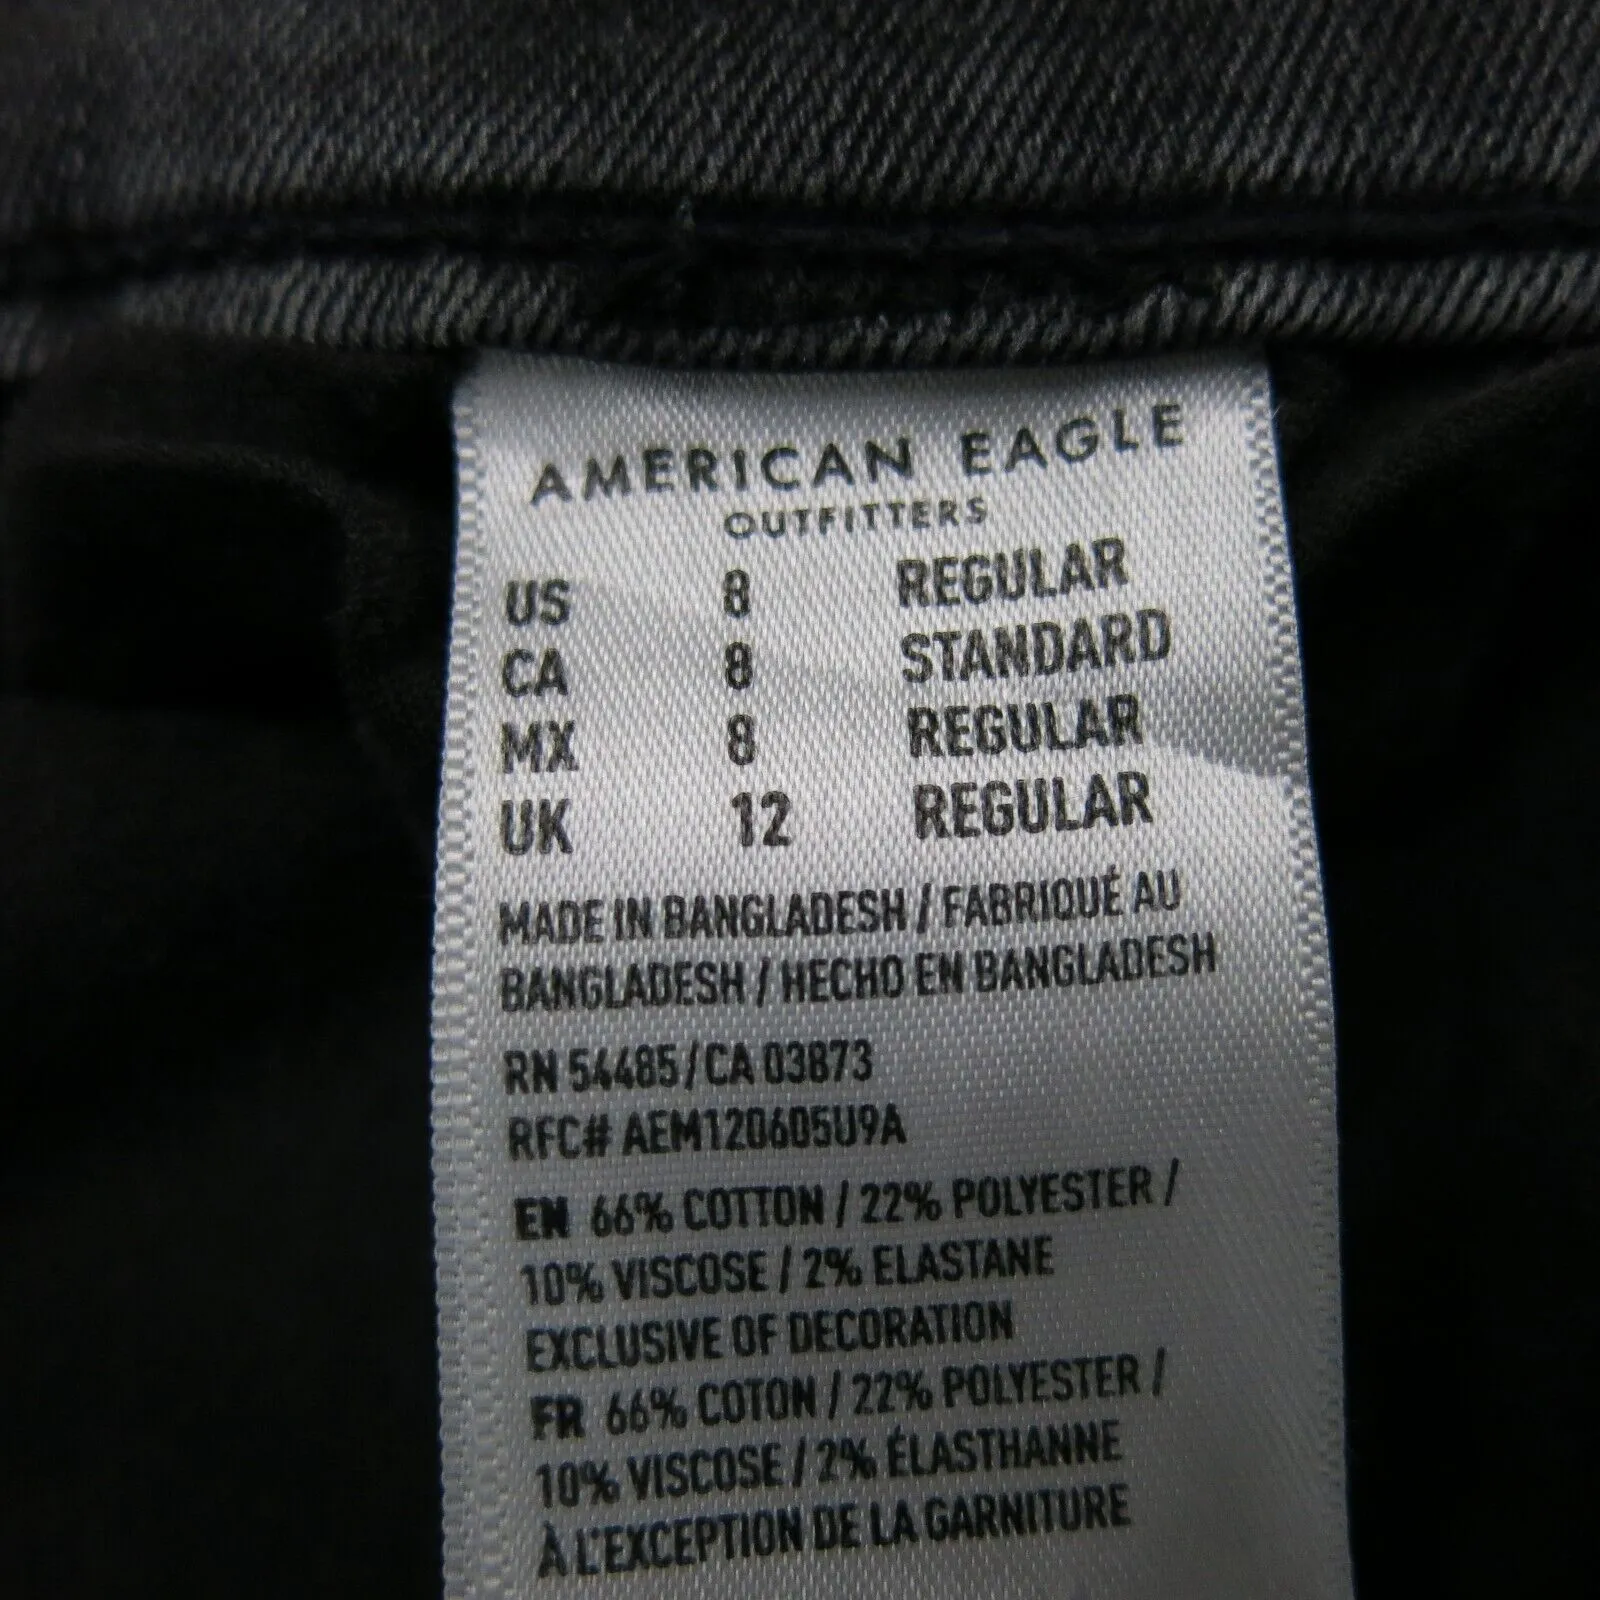 AMERICAN EAGLE
OUTFITTERS
US 8 REGULAR
CA 8 STANDARD
MX 8 REGULAR
UK 12 REGULAR
MADE IN BANGLADESH / FABRIQUÉ AU
BANGLADESH / HECHO EN BANGLADESH
RN 54485 / CA 03873
RFC# AEM120605U9A
EN 66% COTTON / 22% POLYESTER /
10% VISCOSE / 2% ELASTANE
EXCLUSIVE OF DECORATION
FR 66% COTON / 22% POLYESTER /
10% VISCOSE / 2% ÉLASTHANNE
À L'EXCEPTION DE LA GARNITURE